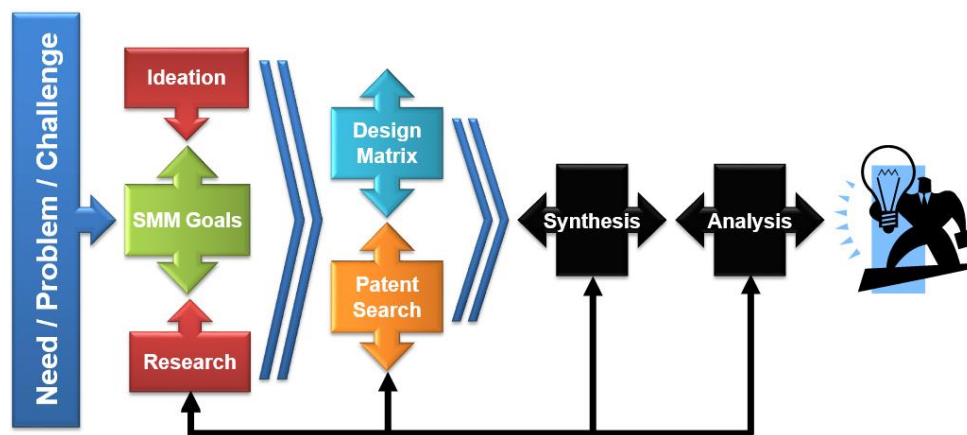 Need / Problem / Challenge
Ideation
SMM Goals
Research
Design
Matrix
Patent
Search
Synthesis
Analysis